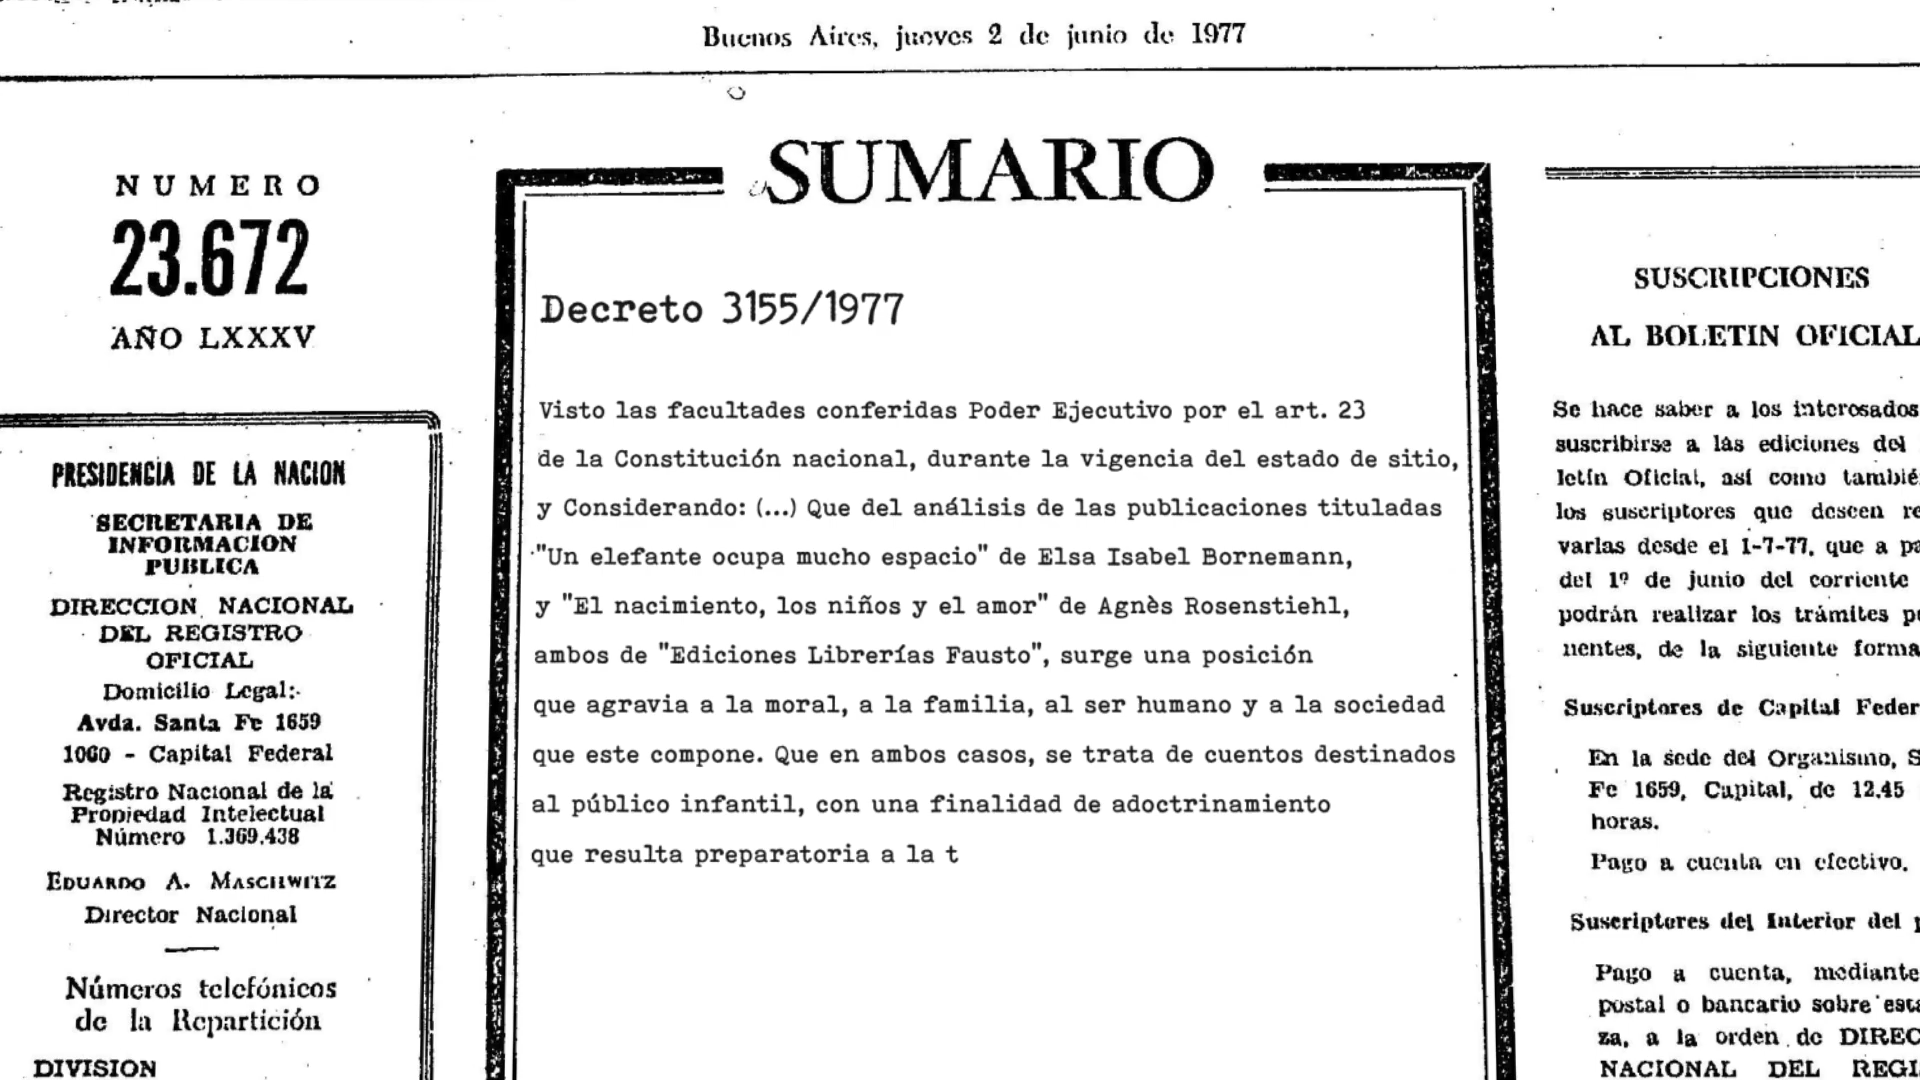 Buenos Aires, jueves 2 de junio de 1977
NUMERO
23.672
AÑO LXXXV
PRESIDENCIA DE LA NACION
SECRETARIA DE
INFORMACION
PUBLICA
DIRECCION NACIONAL
DEL REGISTRO
OFICIAL
Domicilio Legal:
Avda. Santa Fe 1659
1060 - Capital Federal
Registro Nacional de la
Propiedad Intelectual
Número 1.369.438
EDUARDO A. MASCHWITZ
Director Nacional
Números telefónicos
de la Repartición
DIVISION
SUMARIO
Decreto 3155/1977
Visto las facultades conferidas Poder Ejecutivo por el art. 23
de la Constitución nacional, durante la vigencia del estado de sitio,
y Considerando: (...) Que del análisis de las publicaciones tituladas
"Un elefante ocupa mucho espacio" de Elsa Isabel Bornemann,
y "El nacimiento, los niños y el amor" de Agnès Rosenstiehl,
ambos de "Ediciones Librerías Fausto", surge una posición
que agravia a la moral, a la familia, al ser humano y a la sociedad
que este compone. Que en ambos casos, se trata de cuentos destinados
al público infantil, con una finalidad de adoctrinamiento
que resulta preparatoria a la t
SUSCRIPCIONES
AL BOLETIN OFICIAL
Se hace saber a los interesados
suscribirse a las ediciones del
letín Oficial, así como tambié
los suscriptores que deseen re
varlas desde el 1-7-77, que a pa
del 1º de junio del corriente
podrán realizar los trámites pe
nentes, de la siguiente forma
Suscriptores de Capital Feder
En la sede del Organismo, S
Fe 1659, Capital, de 12.45
horas.
Pago a cuenta en efectivo.
Suscriptores del Interior del p
Pago a cuenta, mediante
postal o bancario sobre esta
za, a la orden de DIREC
NACIONAL DEL REGI